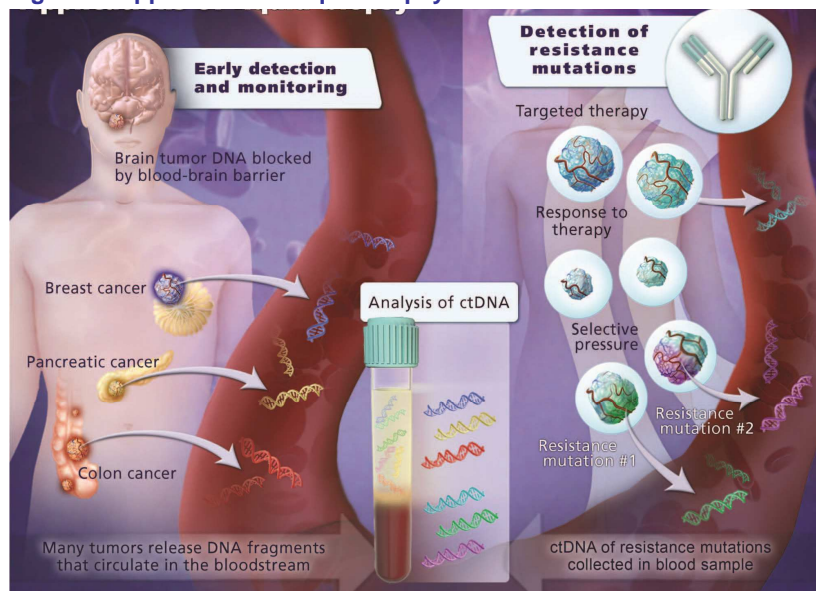 Early detection
and monitoring
Brain tumor DNA blocked
by blood-brain barrier
Breast cancer
Pancreatic cancer
Colon cancer
Many tumors release DNA fragments
that circulate in the bloodstream
Analysis of ctDNA
Detection of
resistance
mutations
Targeted therapy
Response to
therapy
Selective
pressure
Resistance
mutation #2
Resistance
mutation #1
ctDNA of resistance mutations
collected in blood sample